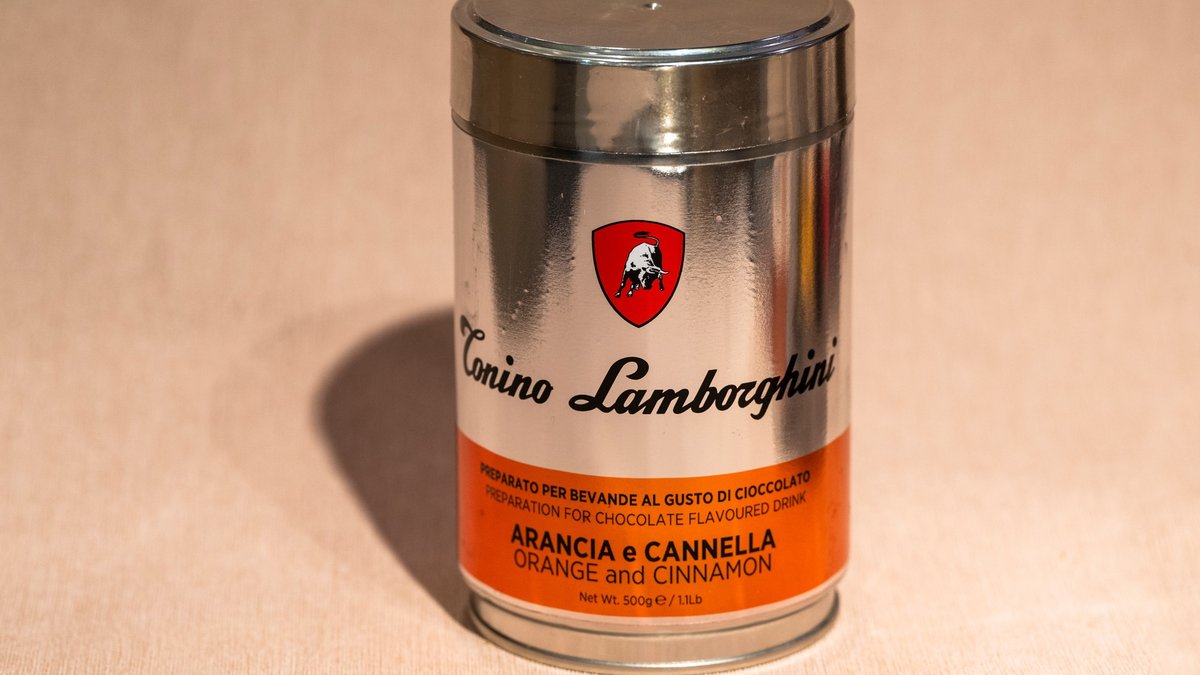 Tonino Lamborghini
PREPARATO PER BEVANDE AL GUSTO DI CIOCCOLATO
PREPARATION FOR CHOCOLATE FLAVOURED DRINK
ARANCIA e CANNELLA
ORANGE and CINNAMON
Net Wt. 500g ℮ / 1.1Lb